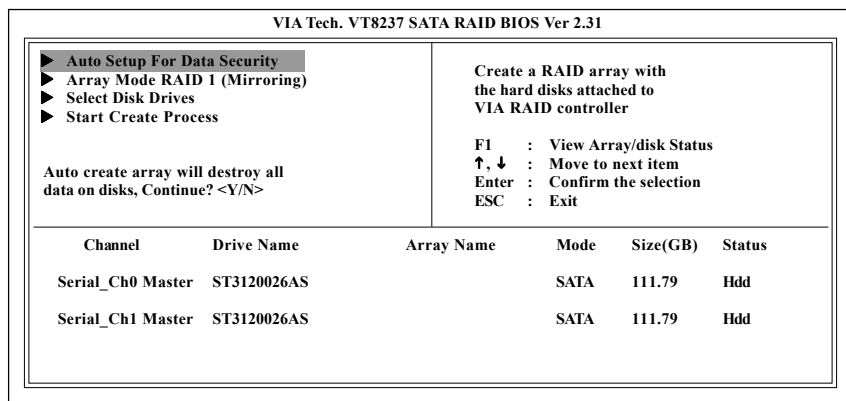 VIA Tech. VT8237 SATA RAID BIOS Ver 2.31
Auto Setup For Data Security
Array Mode RAID 1 (Mirroring)
Select Disk Drives
Start Create Process
Auto create array will destroy all
data on disks, Continue? <Y/N>
Create a RAID array with
the hard disks attached to
VIA RAID controller
F1 : View Array/disk Status
↑, ↓ : Move to next item
Enter : Confirm the selection
ESC : Exit
Channel Drive Name Array Name Mode Size(GB) Status
Serial_Ch0 Master ST3120026AS SATA 111.79 Hdd
Serial_Ch1 Master ST3120026AS SATA 111.79 Hdd